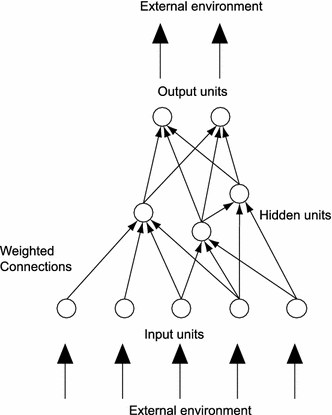 External environment
Output units
Hidden units
Weighted
Connections
Input units
External environment